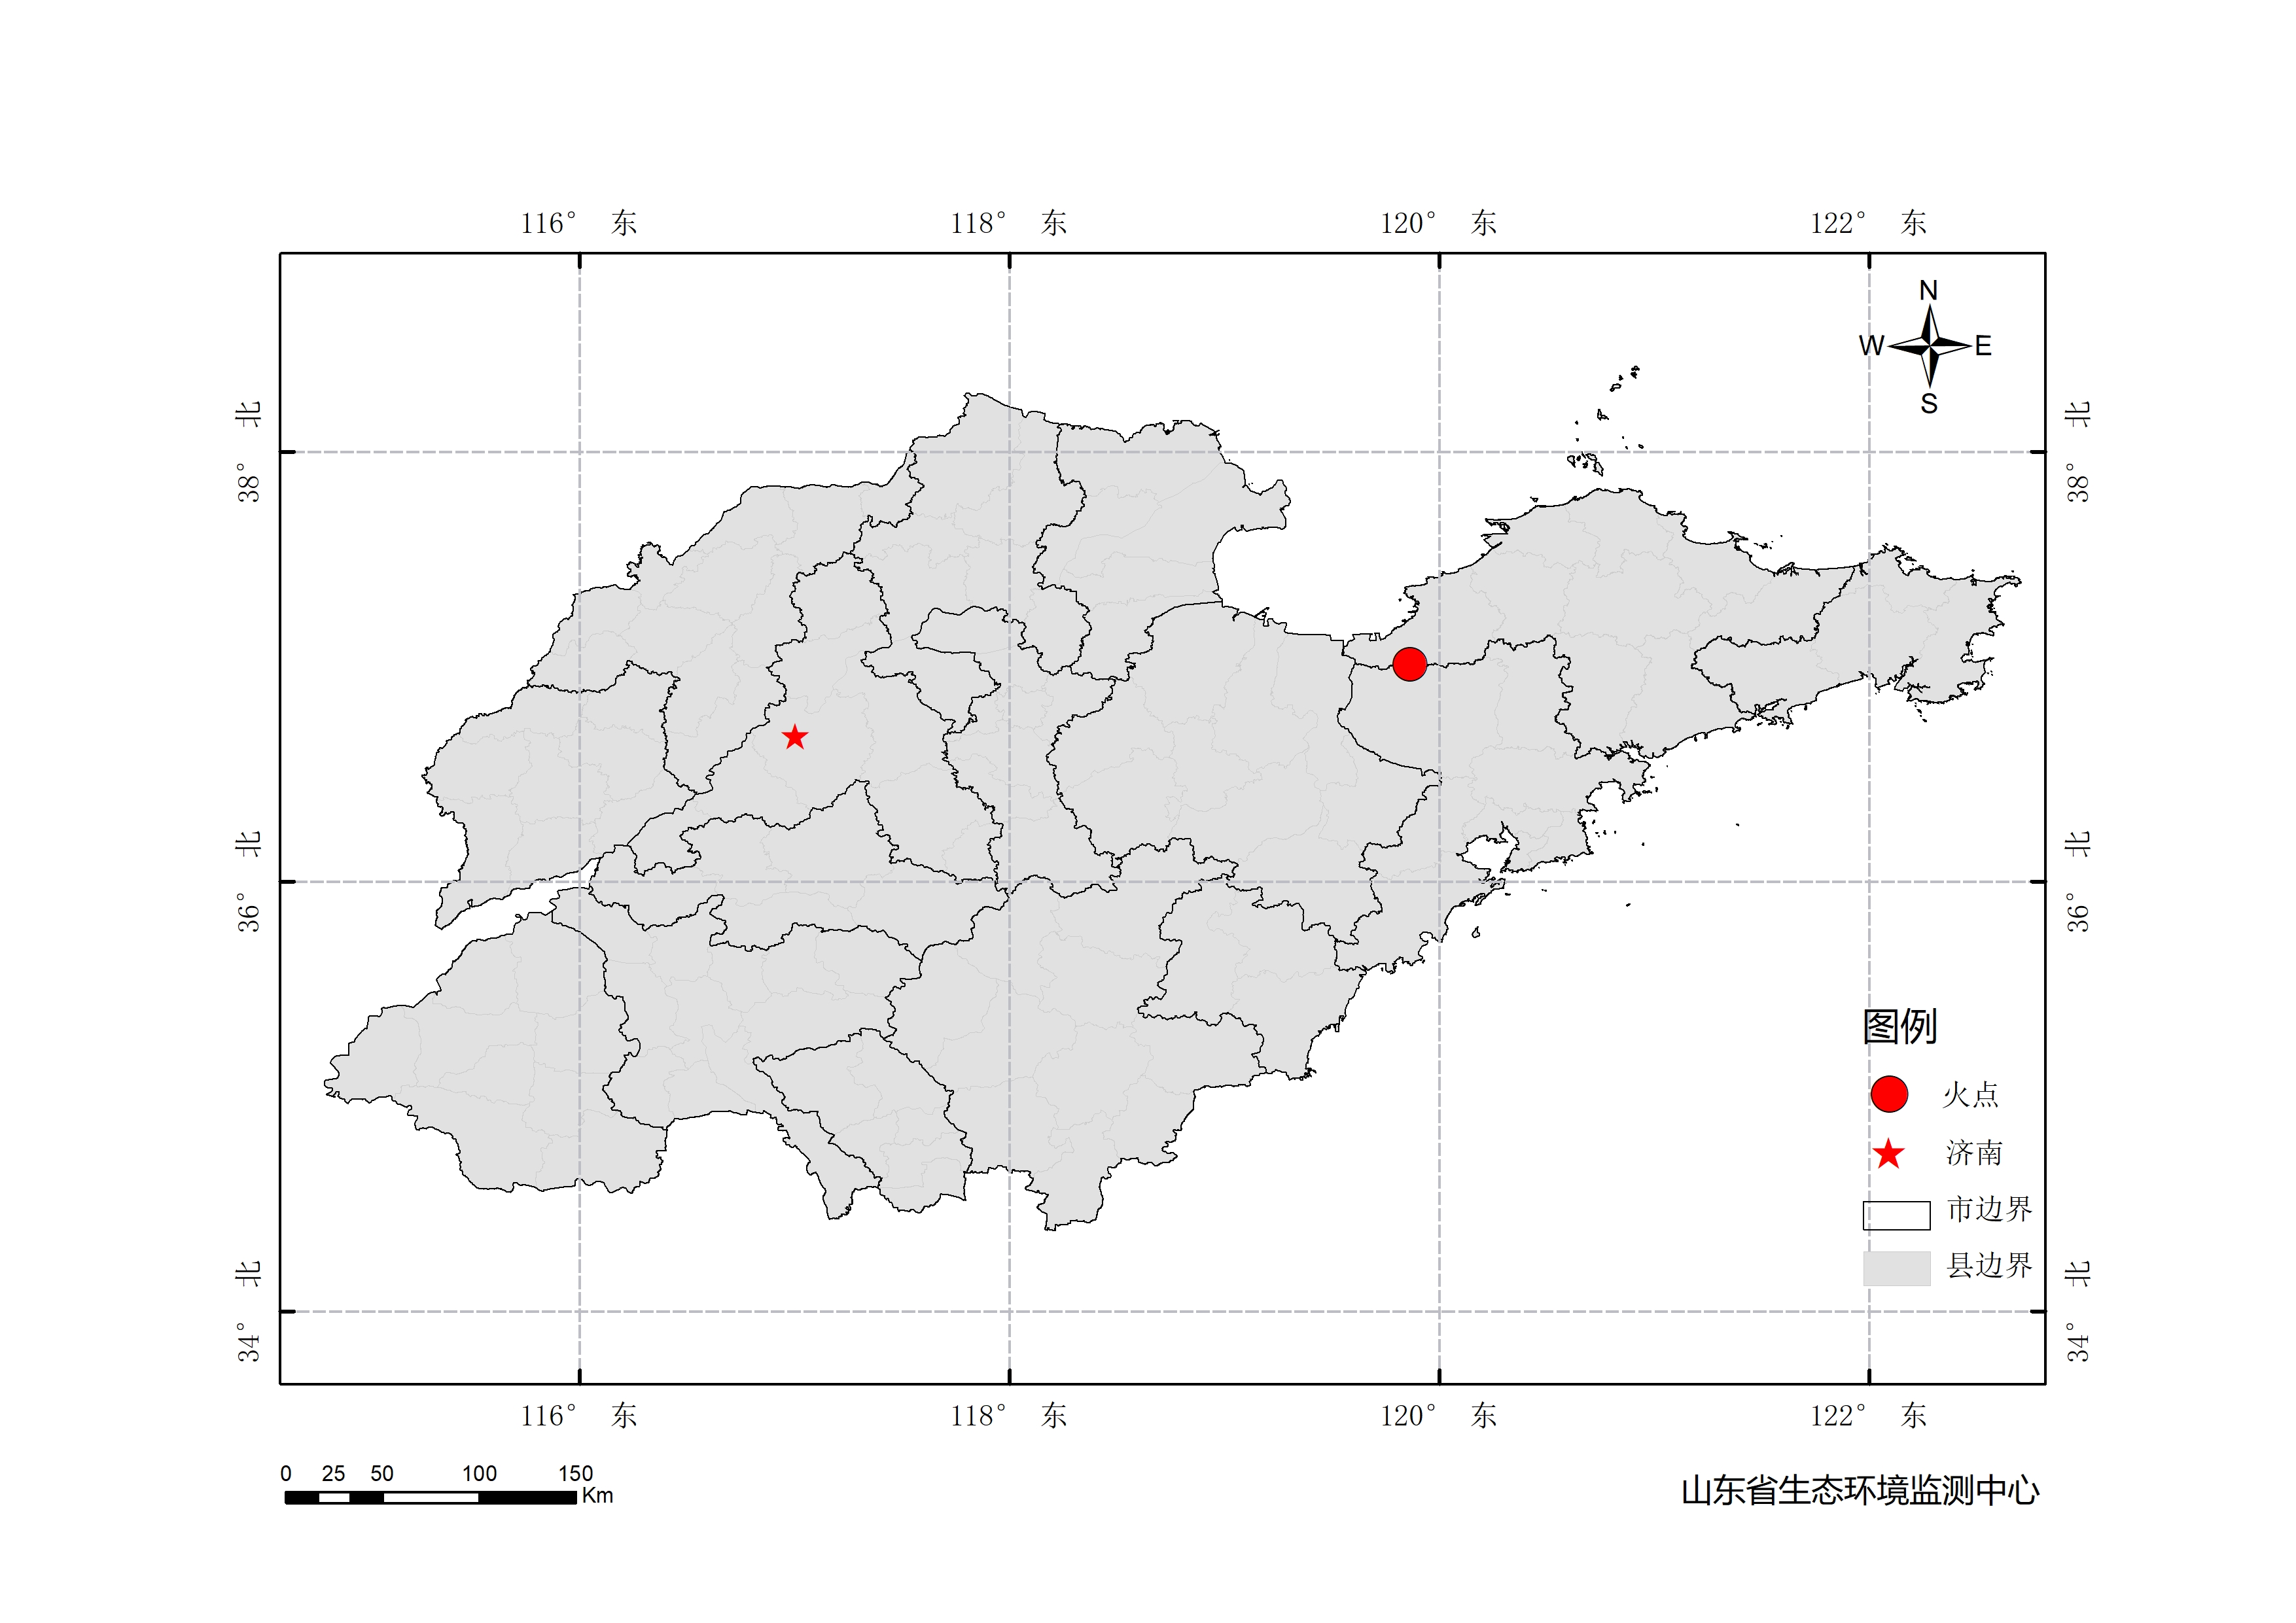 116° 东 118° 东 120° 东 122° 东
N
W E
S
38° 北
38° 北
36° 北
36° 北
34° 北
34° 北
图例
火点
济南
市边界
县边界
116° 东 118° 东 120° 东 122° 东
0 25 50 100 150
Km
山东省生态环境监测中心